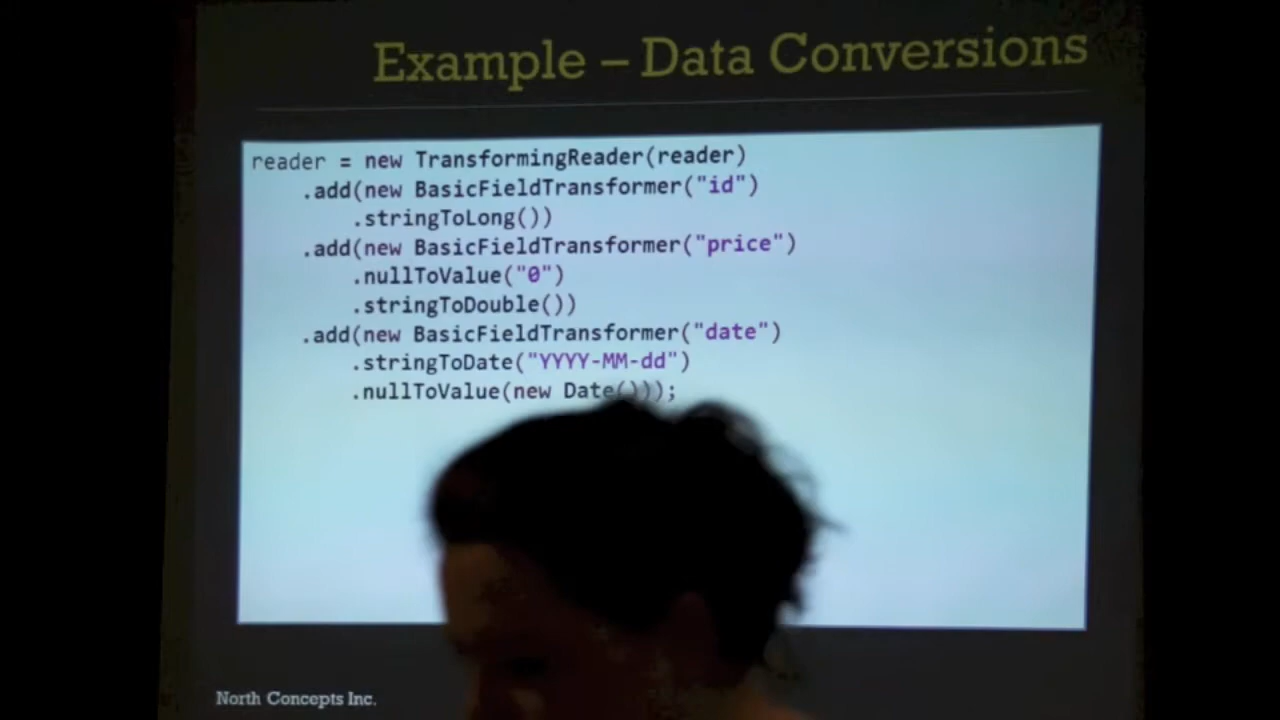 Example – Data Conversions
reader = new TransformingReader(reader)
.add(new BasicFieldTransformer("id")
.stringToLong())
.add(new BasicFieldTransformer("price")
.nullToValue("0")
.stringToDouble())
.add(new BasicFieldTransformer("date")
.stringToDate("YYYY-MM-dd")
.nullToValue(new Date()));
North Concepts Inc.